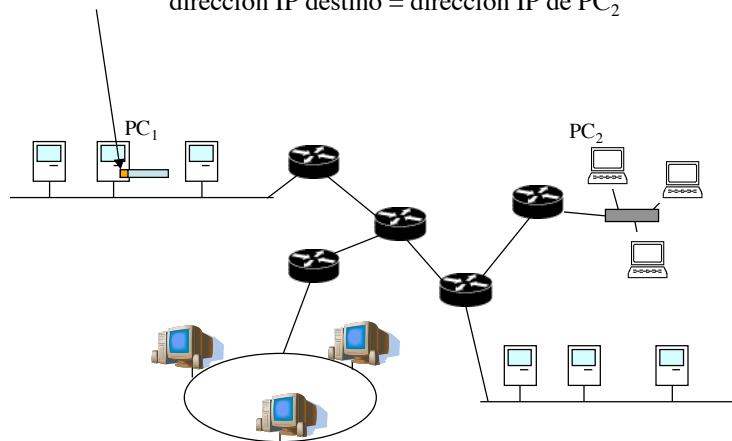 dirección IP destino = dirección IP de PC₂
PC₁
PC₂